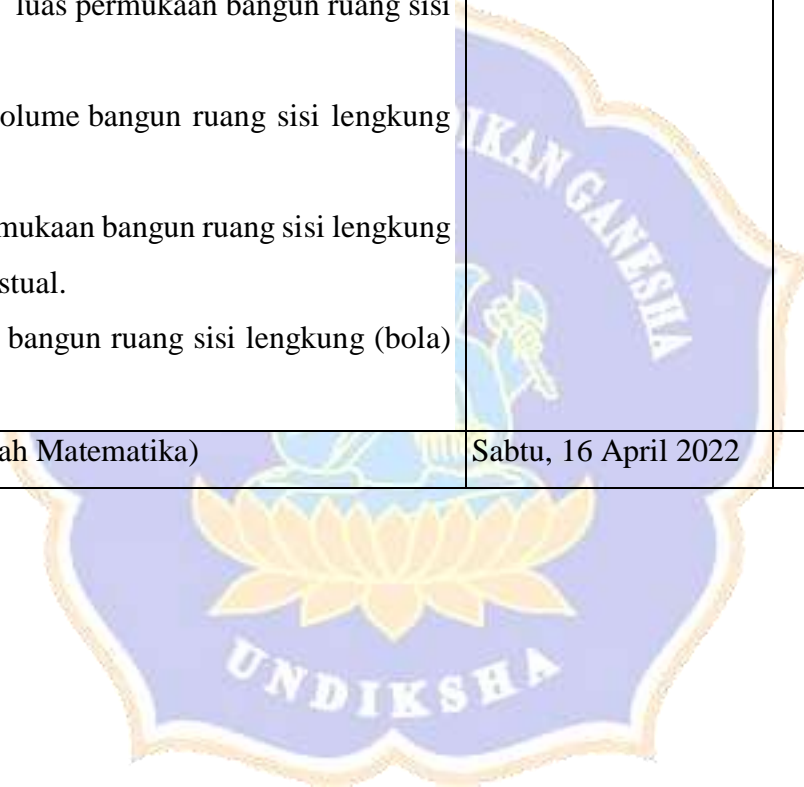 luas permukaan bangun ruang sisi
olume bangun ruang sisi lengkung
mukaan bangun ruang sisi lengkung
stual.
bangun ruang sisi lengkung (bola)
ah Matematika) Sabtu, 16 April 2022
IKAN GANESHA
UNDIKSHA